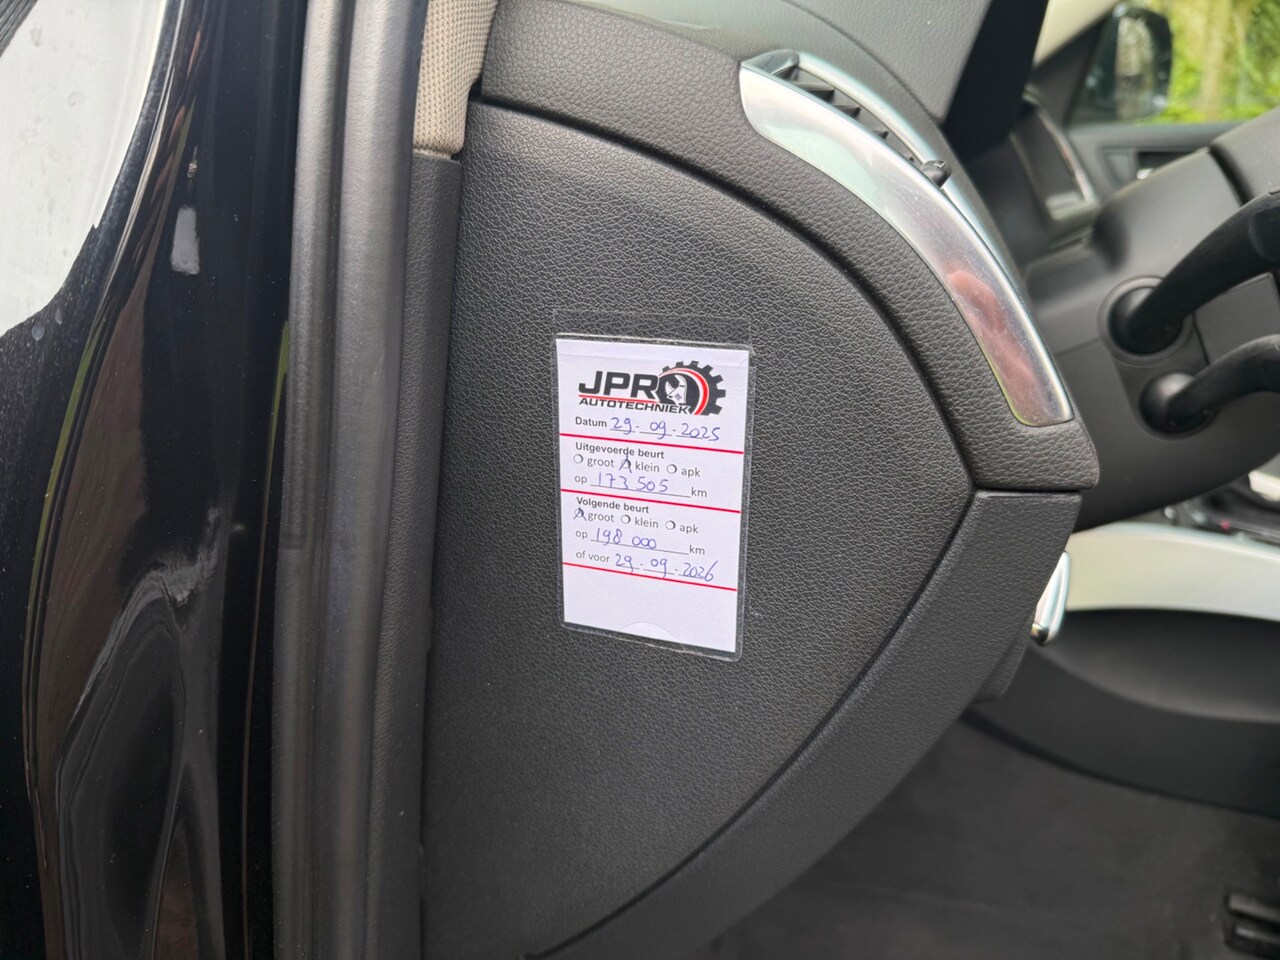 JPRO
AUTOTECHNIEK
Datum 29-09-2025
Uitgevoerde beurt
groot klein apk
op 173 505 km
Volgende beurt
groot klein apk
op 198 000 km
of voor 29-09-2026